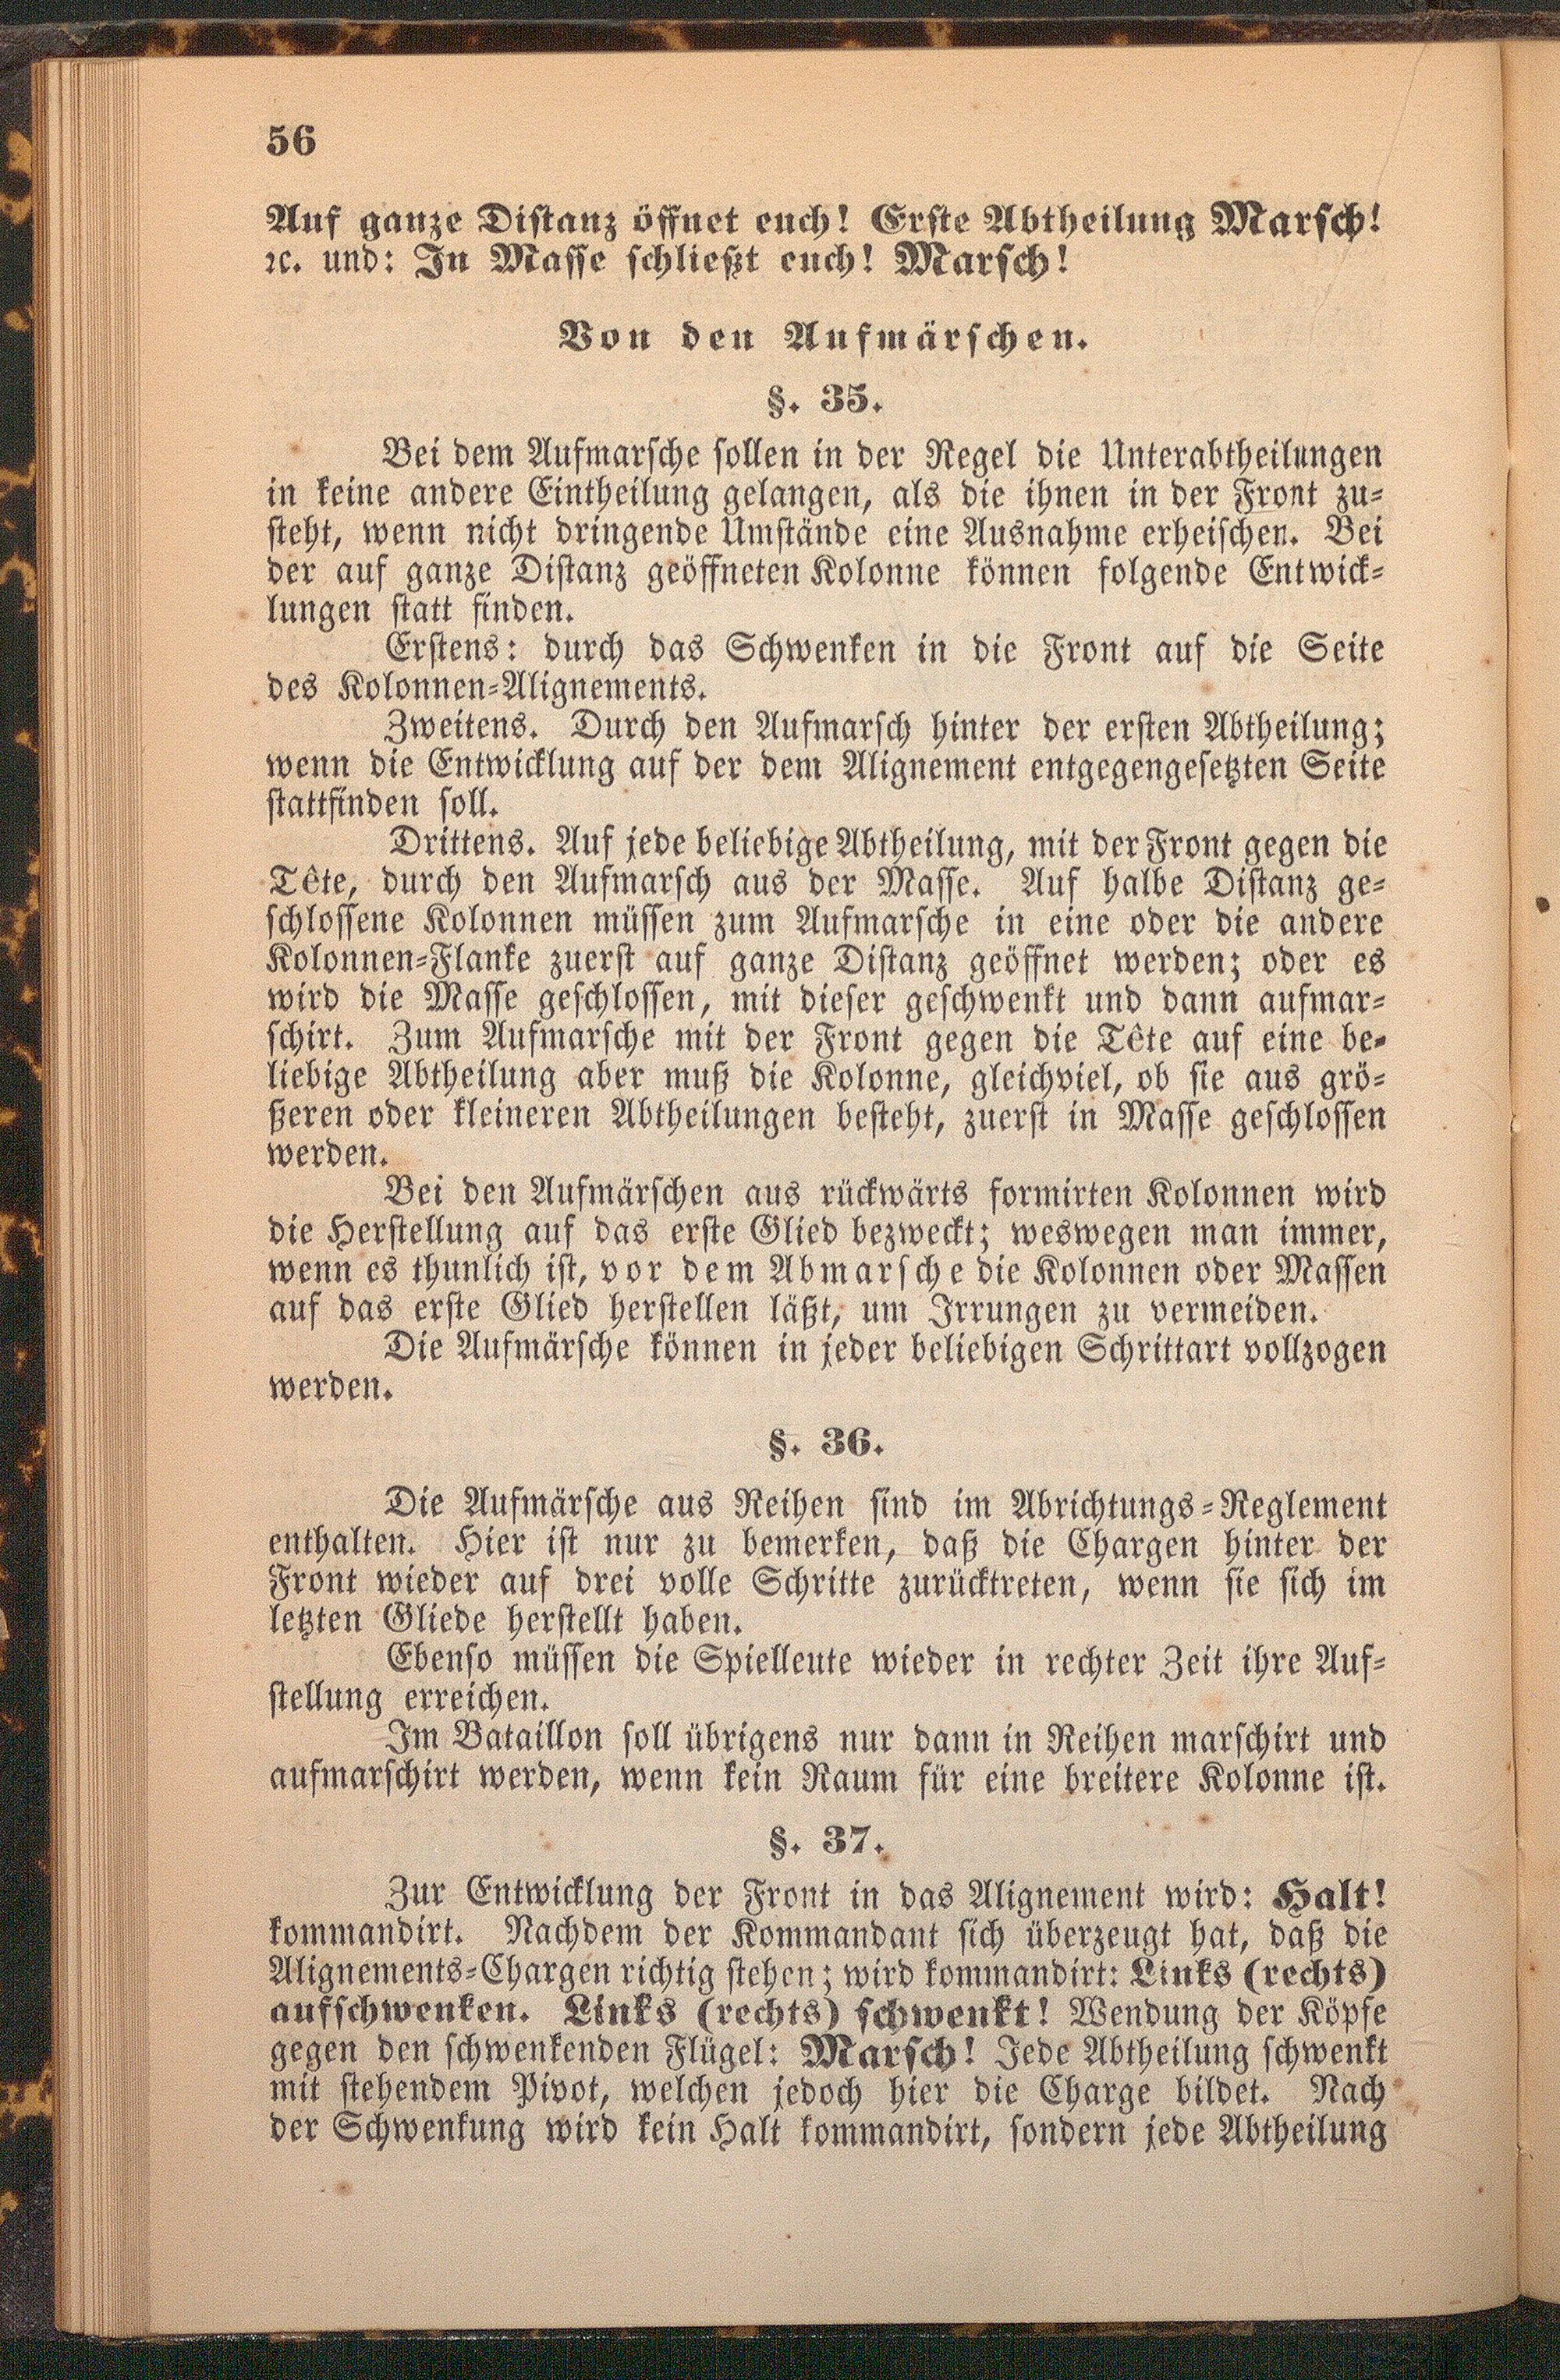 56
Auf ganze Distanz öffnet euch! Erste Abtheilung Marsch!
ꝛc. und: In Masse schließt euch! Marsch!
Von den Aufmärschen.
§. 35.
Bei dem Aufmarsche sollen in der Regel die Unterabtheilungen
in keine andere Eintheilung gelangen, als die ihnen in der Front zu-
steht, wenn nicht dringende Umstände eine Ausnahme erheischen. Bei
der auf ganze Distanz geöffneten Kolonne können folgende Entwick-
lungen statt finden.
Erstens: durch das Schwenken in die Front auf die Seite
des Kolonnen-Alignements.
Zweitens. Durch den Aufmarsch hinter der ersten Abtheilung;
wenn die Entwicklung auf der dem Alignement entgegengesetzten Seite
stattfinden soll.
Drittens. Auf jede beliebige Abtheilung, mit der Front gegen die
Tête, durch den Aufmarsch aus der Masse. Auf halbe Distanz ge-
schlossene Kolonnen müssen zum Aufmarsche in eine oder die andere
Kolonnen-Flanke zuerst auf ganze Distanz geöffnet werden; oder es
wird die Masse geschlossen, mit dieser geschwenkt und dann aufmar-
schirt. Zum Aufmarsche mit der Front gegen die Tête auf eine be-
liebige Abtheilung aber muß die Kolonne, gleichviel, ob sie aus grö-
ßeren oder kleineren Abtheilungen besteht, zuerst in Masse geschlossen
werden.
Bei den Aufmärschen aus rückwärts formirten Kolonnen wird
die Herstellung auf das erste Glied bezweckt; weswegen man immer,
wenn es thunlich ist, vor dem Abmarsche die Kolonnen oder Massen
auf das erste Glied herstellen läßt, um Irrungen zu vermeiden.
Die Aufmärsche können in jeder beliebigen Schrittart vollzogen
werden.
§. 36.
Die Aufmärsche aus Reihen sind im Abrichtungs-Reglement
enthalten. Hier ist nur zu bemerken, daß die Chargen hinter der
Front wieder auf drei volle Schritte zurücktreten, wenn sie sich im
letzten Gliede herstellt haben.
Ebenso müssen die Spielleute wieder in rechter Zeit ihre Auf-
stellung erreichen.
Im Bataillon soll übrigens nur dann in Reihen marschirt und
aufmarschirt werden, wenn kein Raum für eine breitere Kolonne ist.
§. 37.
Zur Entwicklung der Front in das Alignement wird: Halt!
kommandirt. Nachdem der Kommandant sich überzeugt hat, daß die
Alignements-Chargen richtig stehen; wird kommandirt: Links (rechts)
aufschwenken. Links (rechts) schwenkt! Wendung der Köpfe
gegen den schwenkenden Flügel: Marsch! Jede Abtheilung schwenkt
mit stehendem Pivot, welchen jedoch hier die Charge bildet. Nach
der Schwenkung wird kein Halt kommandirt, sondern jede Abtheilung